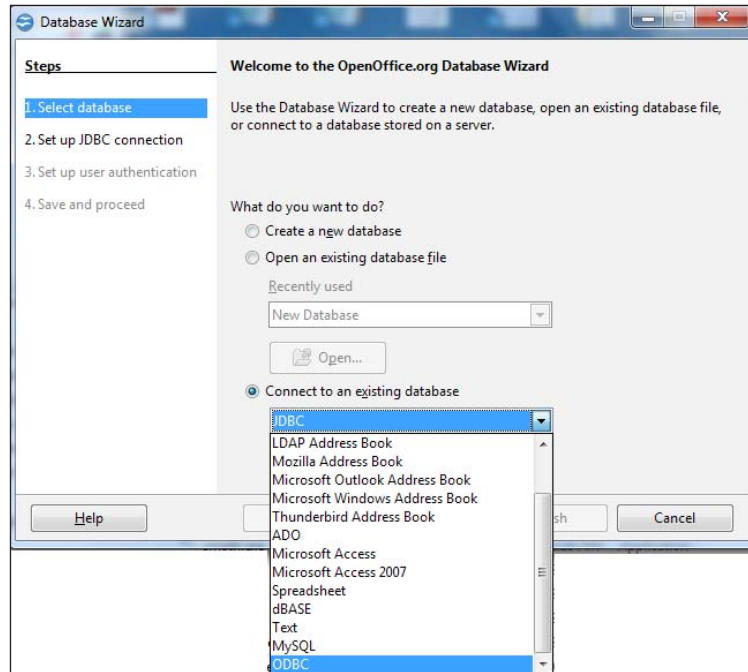 Database Wizard
Steps
1. Select database
2. Set up JDBC connection
3. Set up user authentication
4. Save and proceed
Welcome to the OpenOffice.org Database Wizard
Use the Database Wizard to create a new database, open an existing database file,
or connect to a database stored on a server.
What do you want to do?
Create a new database
Open an existing database file
Recently used
New Database
Open...
Connect to an existing database
JDBC
LDAP Address Book
Mozilla Address Book
Microsoft Outlook Address Book
Microsoft Windows Address Book
Thunderbird Address Book
ADO
Microsoft Access
Microsoft Access 2007
Spreadsheet
dBASE
Text
MySQL
ODBC
Help
Cancel